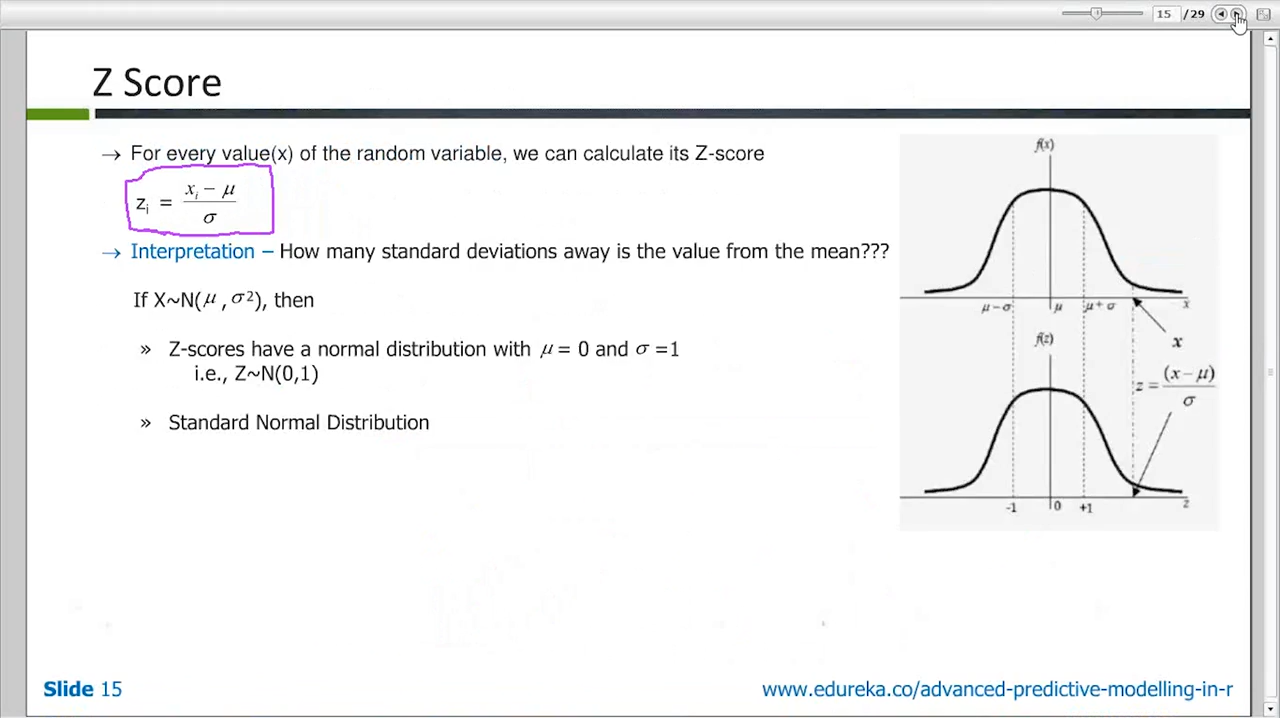 15 /29
Z Score
→ For every value(x) of the random variable, we can calculate its Z-score
zᵢ = (xᵢ − μ) / σ
→ Interpretation – How many standard deviations away is the value from the mean???
If X~N(μ, σ²), then
» Z-scores have a normal distribution with μ = 0 and σ =1
i.e., Z~N(0,1)
» Standard Normal Distribution
f(x)
μ−σ μ μ+σ x
x
f(z)
z = (x−μ) / σ
-1 0 +1 z
Slide 15
www.edureka.co/advanced-predictive-modelling-in-r